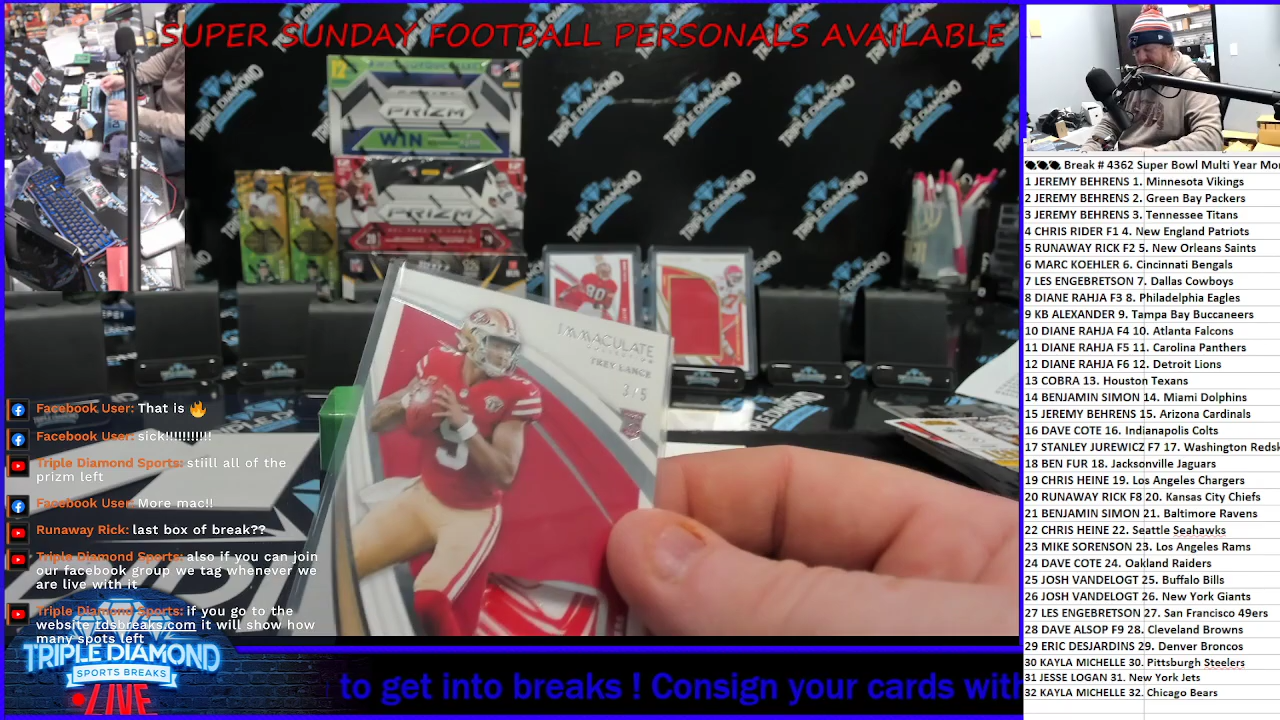 SUPER SUNDAY FOOTBALL PERSONALS AVAILABLE
12
PRIZM
WIN
PRIZM
TRIPLE DIAMOND
80
IMMACULATE
COLLECTION
TREY LANCE
3/5
RC
9
Facebook User: That is 🔥
Facebook User: sick!!!!!!!!!!
Triple Diamond Sports: stiill all of the
prizm left
Facebook User: More mac!!
Runaway Rick: last box of break??
Triple Diamond Sports: also if you can join
our facebook group we tag whenever we
are live with it
Triple Diamond Sports: if you go to the
website tdsbreaks.com it will show how
many spots left
TRIPLE DIAMOND
SPORTS BREAKS
LIVE
to get into breaks ! Consign your cards with
Break # 4362 Super Bowl Multi Year Mo
1 JEREMY BEHRENS 1. Minnesota Vikings
2 JEREMY BEHRENS 2. Green Bay Packers
3 JEREMY BEHRENS 3. Tennessee Titans
4 CHRIS RIDER F1 4. New England Patriots
5 RUNAWAY RICK F2 5. New Orleans Saints
6 MARC KOEHLER 6. Cincinnati Bengals
7 LES ENGEBRETSON 7. Dallas Cowboys
8 DIANE RAHJA F3 8. Philadelphia Eagles
9 KB ALEXANDER 9. Tampa Bay Buccaneers
10 DIANE RAHJA F4 10. Atlanta Falcons
11 DIANE RAHJA F5 11. Carolina Panthers
12 DIANE RAHJA F6 12. Detroit Lions
13 COBRA 13. Houston Texans
14 BENJAMIN SIMON 14. Miami Dolphins
15 JEREMY BEHRENS 15. Arizona Cardinals
16 DAVE COTE 16. Indianapolis Colts
17 STANLEY JUREWICZ F7 17. Washington Redsk
18 BEN FUR 18. Jacksonville Jaguars
19 CHRIS HEINE 19. Los Angeles Chargers
20 RUNAWAY RICK F8 20. Kansas City Chiefs
21 BENJAMIN SIMON 21. Baltimore Ravens
22 CHRIS HEINE 22. Seattle Seahawks
23 MIKE SORENSON 23. Los Angeles Rams
24 DAVE COTE 24. Oakland Raiders
25 JOSH VANDELOGT 25. Buffalo Bills
26 JOSH VANDELOGT 26. New York Giants
27 LES ENGEBRETSON 27. San Francisco 49ers
28 DAVE ALSOP F9 28. Cleveland Browns
29 ERIC DENNISON 29. Denver Broncos
30 KAYLA MICHELLE 30. Pittsburgh Steelers
31 JESSE LOGAN 31. New York Jets
32 KAYLA MICHELLE 32. Chicago Bears